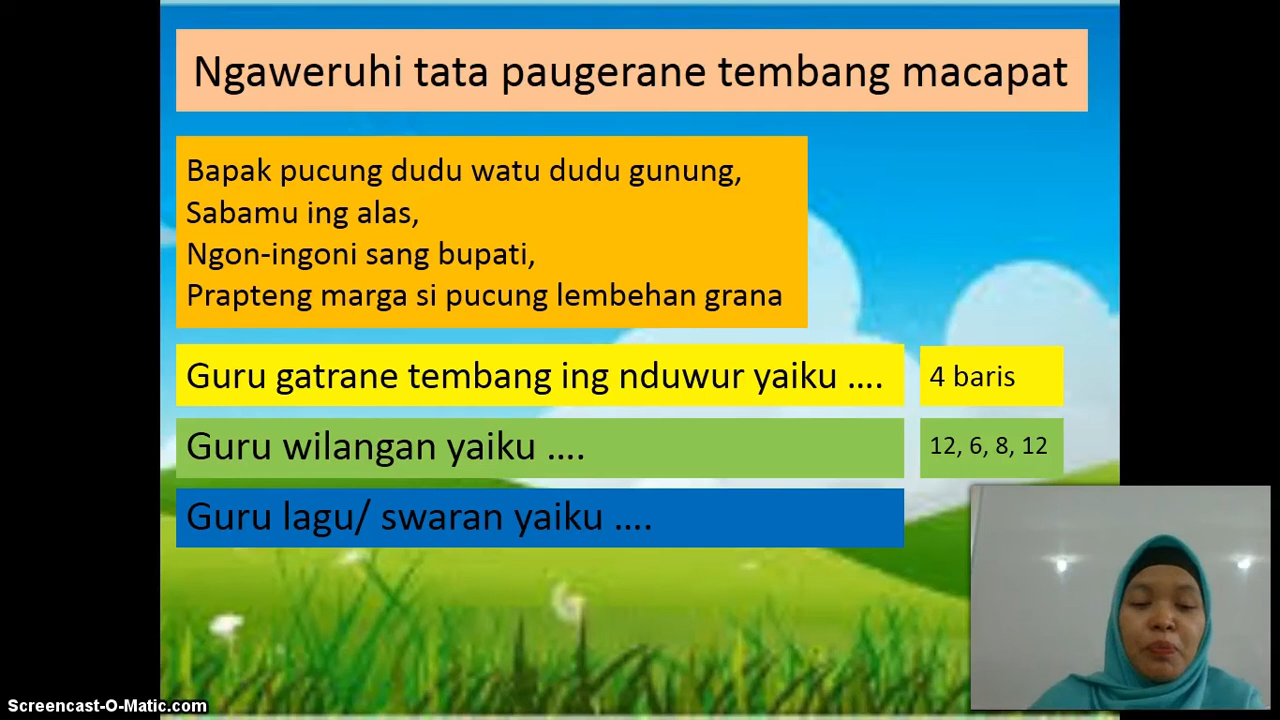 Ngaweruhi tata paugerane tembang macapat
Bapak pucung dudu watu dudu gunung,
Sabamu ing alas,
Ngon-ingoni sang bupati,
Prapteng marga si pucung lembehan grana
Guru gatrane tembang ing nduwur yaiku ....
4 baris
Guru wilangan yaiku ....
12, 6, 8, 12
Guru lagu/ swaran yaiku ....
Screencast-O-Matic.com